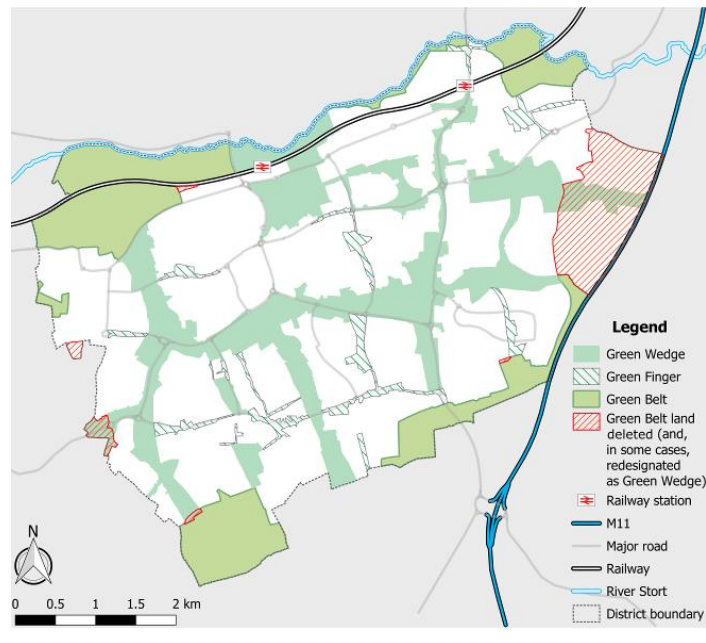 Legend
Green Wedge
Green Finger
Green Belt
Green Belt land
deleted (and,
in some cases,
redesignated
as Green Wedge)
Railway station
M11
Major road
Railway
River Stort
District boundary
N
0 0.5 1 1.5 2 km